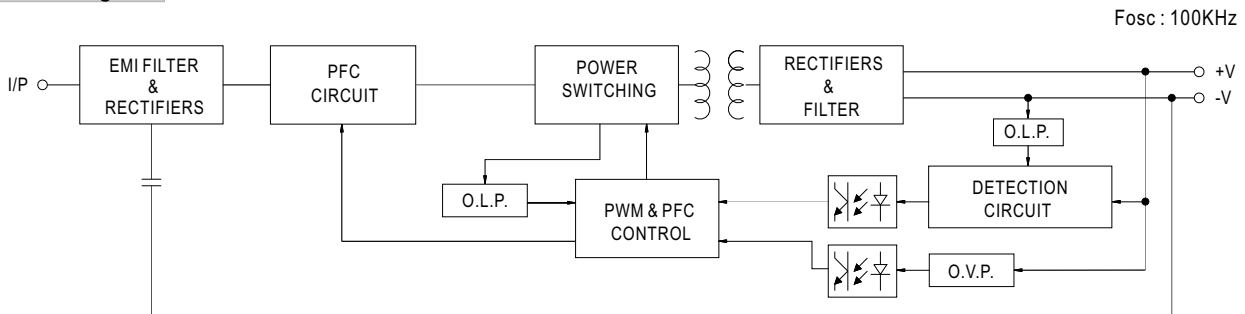 Fosc : 100KHz
I/P
EMI FILTER
&
RECTIFIERS
PFC
CIRCUIT
POWER
SWITCHING
RECTIFIERS
&
FILTER
+V
-V
O.L.P.
O.L.P.
PWM & PFC
CONTROL
DETECTION
CIRCUIT
O.V.P.